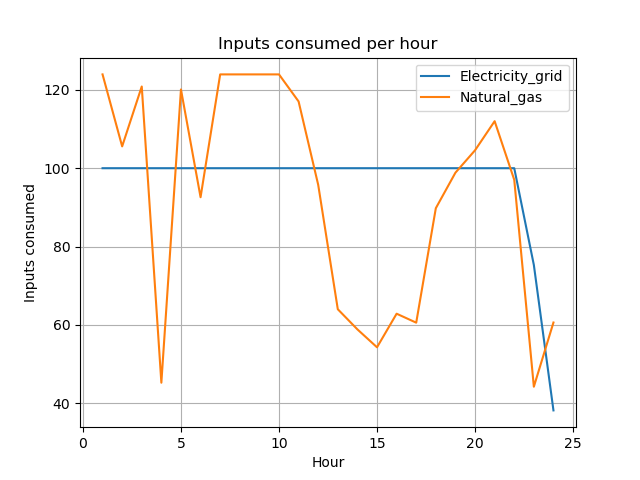 Inputs consumed per hour
Electricity_grid
Natural_gas
Inputs consumed
120
100
80
60
40
0 5 10 15 20 25
Hour